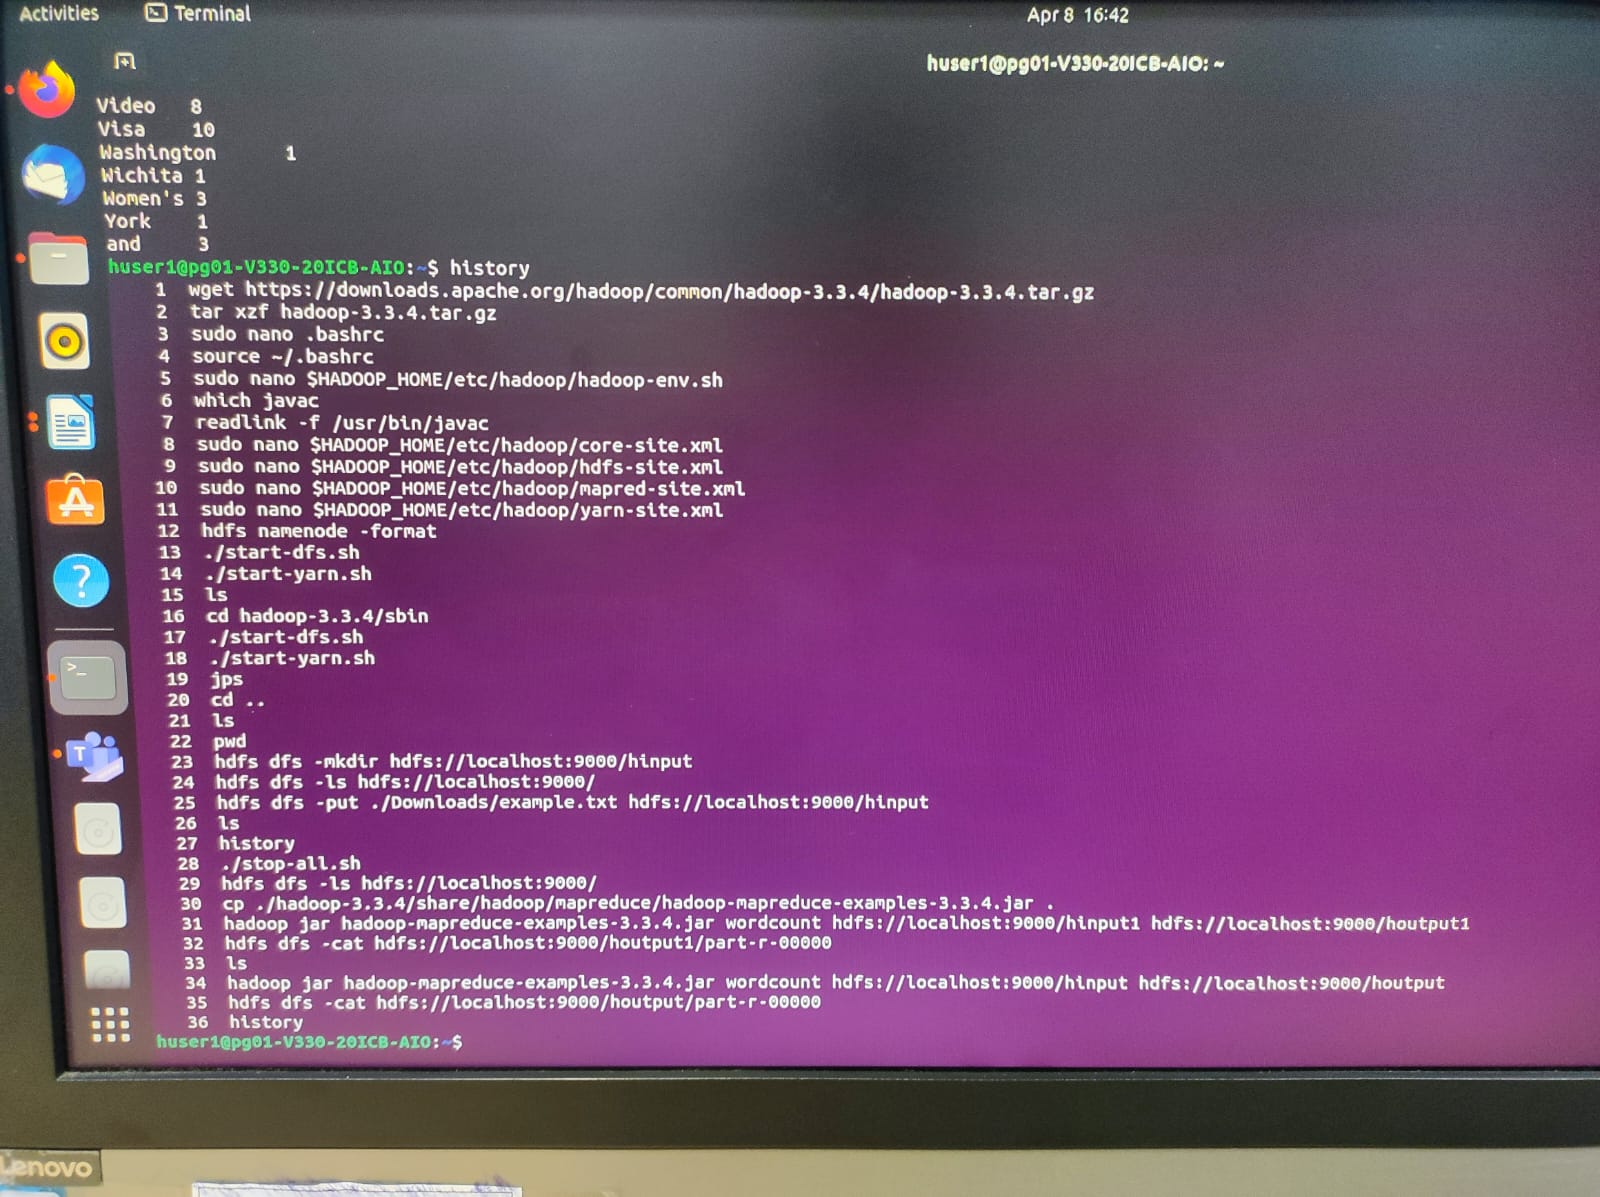 Activities
Terminal
Apr 8 16:42
huser1@pg01-V330-20ICB-AIO: ~
Video 8
Visa 10
Washington 1
Wichita 1
Women's 3
York 1
and 3
huser1@pg01-V330-20ICB-AIO:~$ history
1 wget https://downloads.apache.org/hadoop/common/hadoop-3.3.4/hadoop-3.3.4.tar.gz
2 tar xzf hadoop-3.3.4.tar.gz
3 sudo nano .bashrc
4 source ~/.bashrc
5 sudo nano $HADOOP_HOME/etc/hadoop/hadoop-env.sh
6 which javac
7 readlink -f /usr/bin/javac
8 sudo nano $HADOOP_HOME/etc/hadoop/core-site.xml
9 sudo nano $HADOOP_HOME/etc/hadoop/hdfs-site.xml
10 sudo nano $HADOOP_HOME/etc/hadoop/mapred-site.xml
11 sudo nano $HADOOP_HOME/etc/hadoop/yarn-site.xml
12 hdfs namenode -format
13 ./start-dfs.sh
14 ./start-yarn.sh
15 ls
16 cd hadoop-3.3.4/sbin
17 ./start-dfs.sh
18 ./start-yarn.sh
19 jps
20 cd ..
21 ls
22 pwd
23 hdfs dfs -mkdir hdfs://localhost:9000/hinput
24 hdfs dfs -ls hdfs://localhost:9000/
25 hdfs dfs -put ./Downloads/example.txt hdfs://localhost:9000/hinput
26 ls
27 history
28 ./stop-all.sh
29 hdfs dfs -ls hdfs://localhost:9000/
30 cp ./hadoop-3.3.4/share/hadoop/mapreduce/hadoop-mapreduce-examples-3.3.4.jar .
31 hadoop jar hadoop-mapreduce-examples-3.3.4.jar wordcount hdfs://localhost:9000/hinput1 hdfs://localhost:9000/houtput1
32 hdfs dfs -cat hdfs://localhost:9000/houtput1/part-r-00000
33 ls
34 hadoop jar hadoop-mapreduce-examples-3.3.4.jar wordcount hdfs://localhost:9000/hinput hdfs://localhost:9000/houtput
35 hdfs dfs -cat hdfs://localhost:9000/houtput/part-r-00000
36 history
huser1@pg01-V330-20ICB-AIO:~$
Lenovo